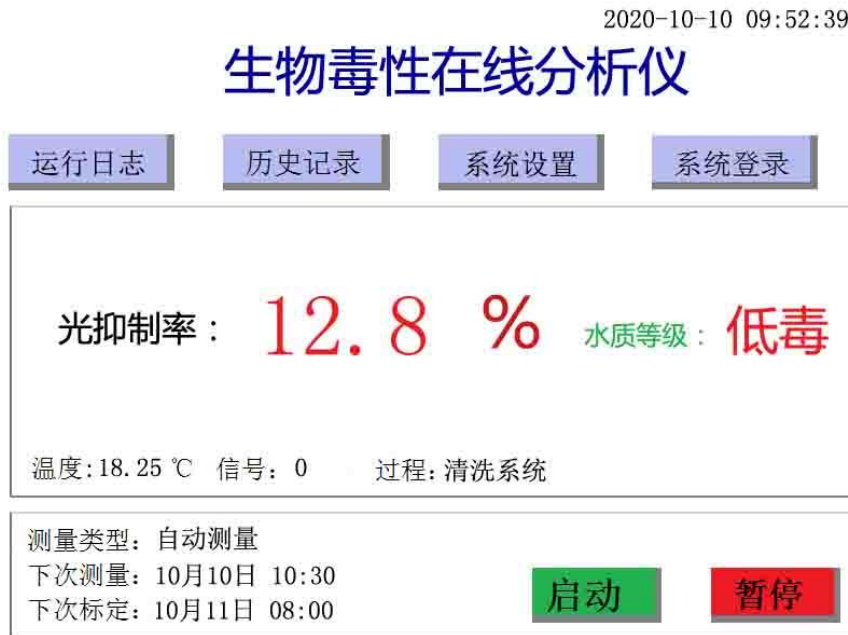 2020-10-10 09:52:39
生物毒性在线分析仪
运行日志 历史记录 系统设置 系统登录
光抑制率： 12.8 % 水质等级： 低毒
温度:18.25 ℃ 信号：0 过程：清洗系统
测量类型：自动测量
下次测量：10月10日 10:30
下次标定：10月11日 08:00
启动 暂停